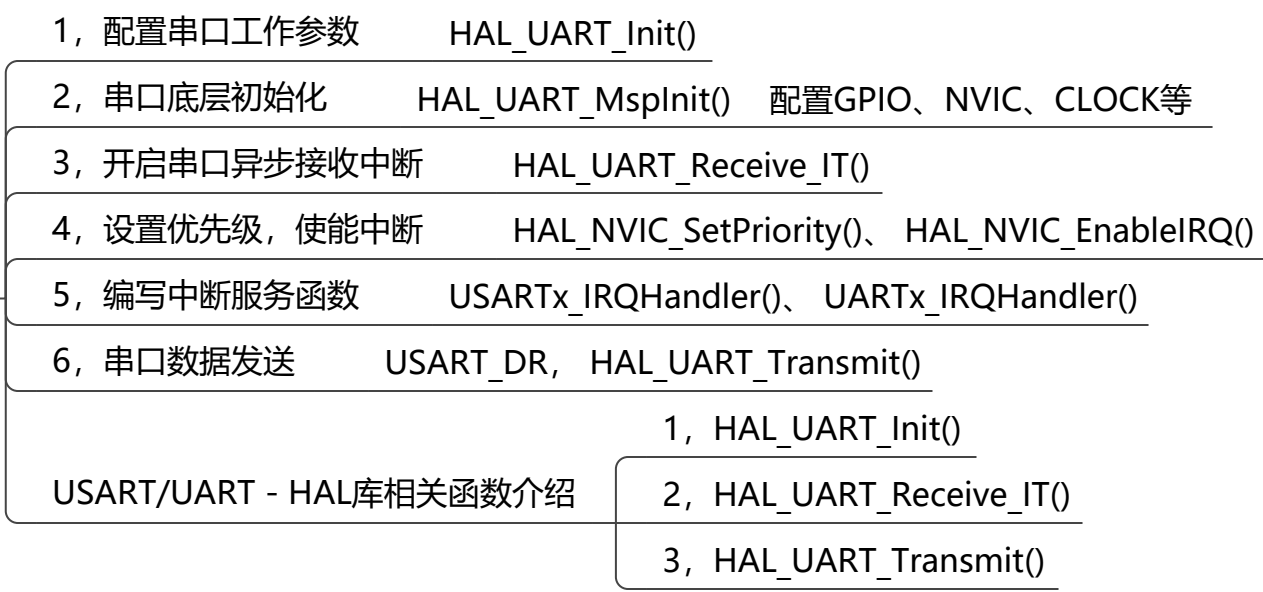 1，配置串口工作参数 HAL_UART_Init()
2，串口底层初始化 HAL_UART_MspInit() 配置GPIO、NVIC、CLOCK等
3，开启串口异步接收中断 HAL_UART_Receive_IT()
4，设置优先级，使能中断 HAL_NVIC_SetPriority()、 HAL_NVIC_EnableIRQ()
5，编写中断服务函数 USARTx_IRQHandler()、 UARTx_IRQHandler()
6，串口数据发送 USART_DR， HAL_UART_Transmit()
USART/UART - HAL库相关函数介绍
1，HAL_UART_Init()
2，HAL_UART_Receive_IT()
3，HAL_UART_Transmit()